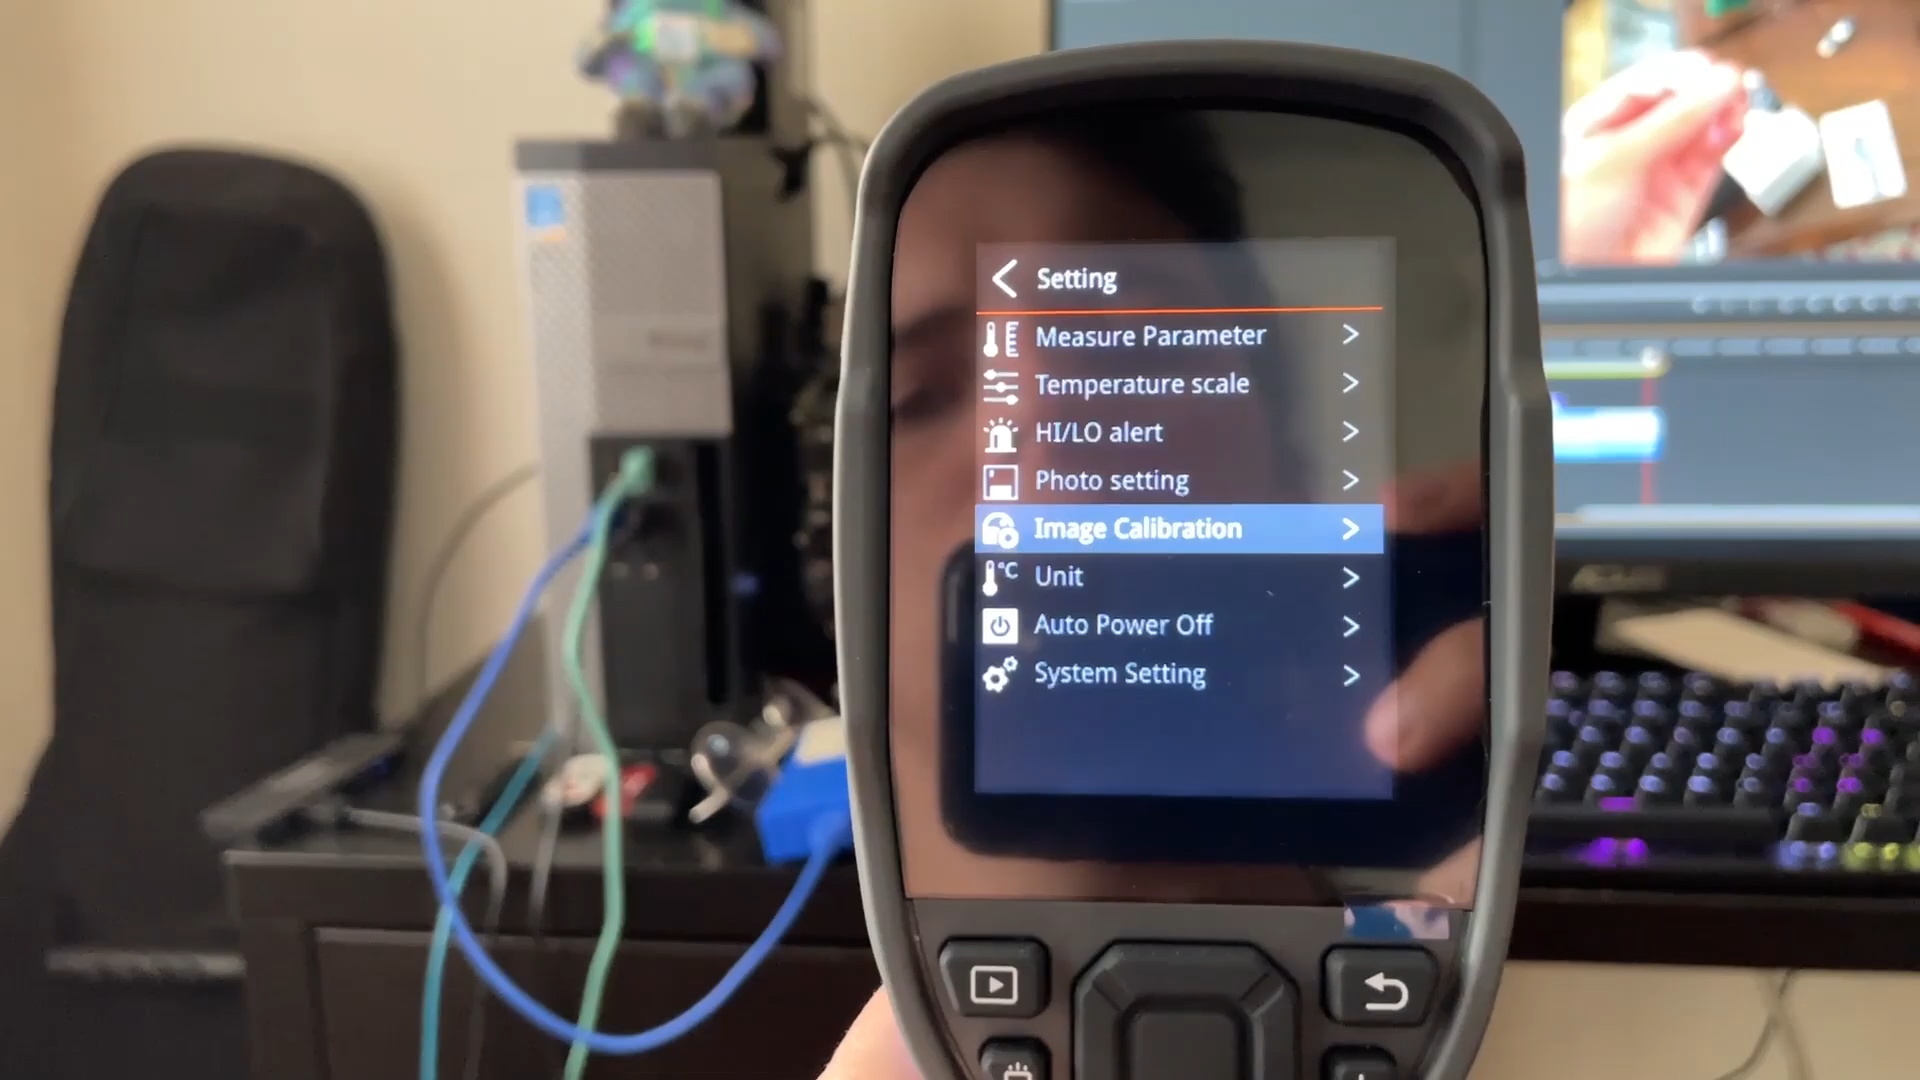 Setting
Measure Parameter
Temperature scale
HI/LO alert
Photo setting
Image Calibration
°C
Unit
Auto Power Off
System Setting